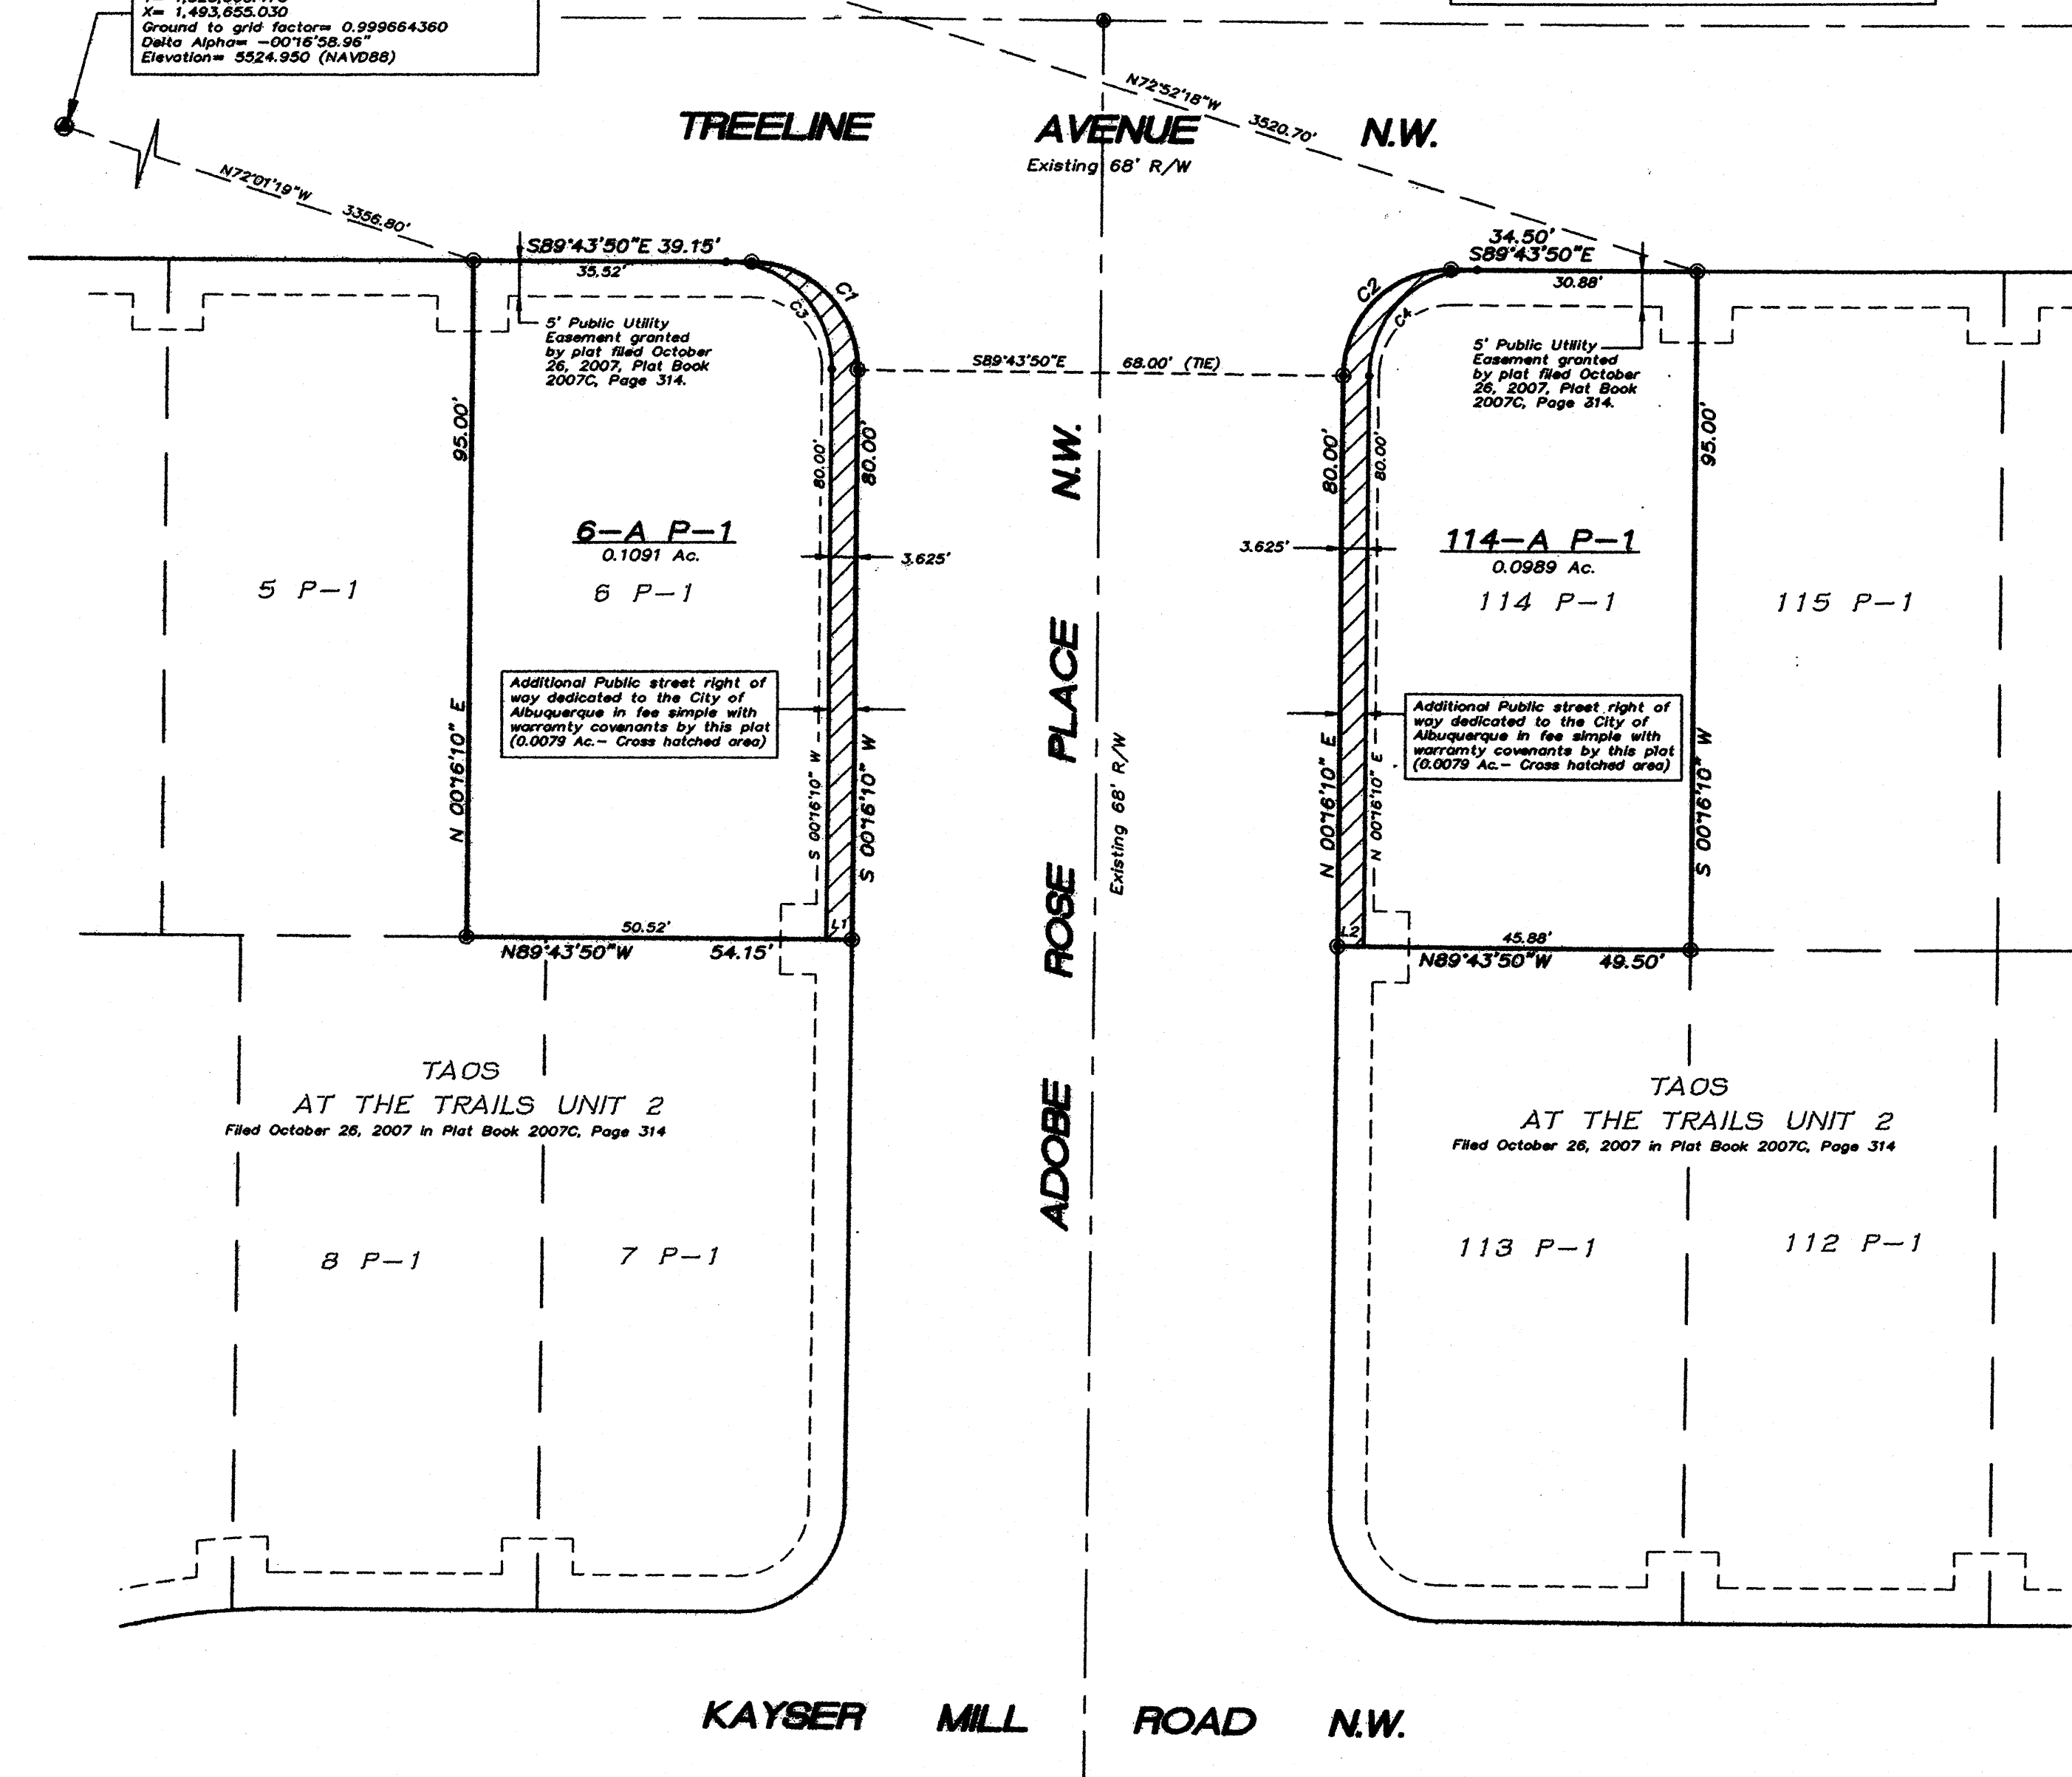 X= 1,493,655.030
Ground to grid factor= 0.999664360
Delta Alpha= -00°16'58.96"
Elevation= 5524.950 (NAVD88)
TREELINE AVENUE N.W.
Existing 68' R/W
N72°52'18"W 3520.70'
N72°01'19"W 3356.80'
S89°43'50"E 39.15'
35.52'
C1
C3
34.50'
S89°43'50"E
30.88'
C2
C4
5' Public Utility
Easement granted
by plat filed October
26, 2007, Plat Book
2007C, Page 314.
S89°43'50"E 68.00' (TIE)
5' Public Utility
Easement granted
by plat filed October
26, 2007, Plat Book
2007C, Page 314.
95.00'
80.00'
80.00'
80.00'
80.00'
95.00'
6-A P-1
0.1091 Ac.
6 P-1
5 P-1
3.625'
3.625'
114-A P-1
0.0989 Ac.
114 P-1
115 P-1
Additional Public street right of
way dedicated to the City of
Albuquerque in fee simple with
warramty covenants by this plat
(0.0079 Ac.- Cross hatched area)
Additional Public street right of
way dedicated to the City of
Albuquerque in fee simple with
warramty covenants by this plat
(0.0079 Ac.- Cross hatched area)
N 00°16'10" E
S 00°16'10" W
S 00°16'10" W
N 00°16'10" E
N 00°16'10" E
S 00°16'10" W
ADOBE ROSE PLACE N.W.
Existing 68' R/W
50.52'
L1
N89°43'50"W 54.15'
L2
45.88'
N89°43'50"W 49.50'
TAOS
AT THE TRAILS UNIT 2
Filed October 26, 2007 in Plat Book 2007C, Page 314
TAOS
AT THE TRAILS UNIT 2
Filed October 26, 2007 in Plat Book 2007C, Page 314
8 P-1
7 P-1
113 P-1
112 P-1
KAYSER MILL ROAD N.W.